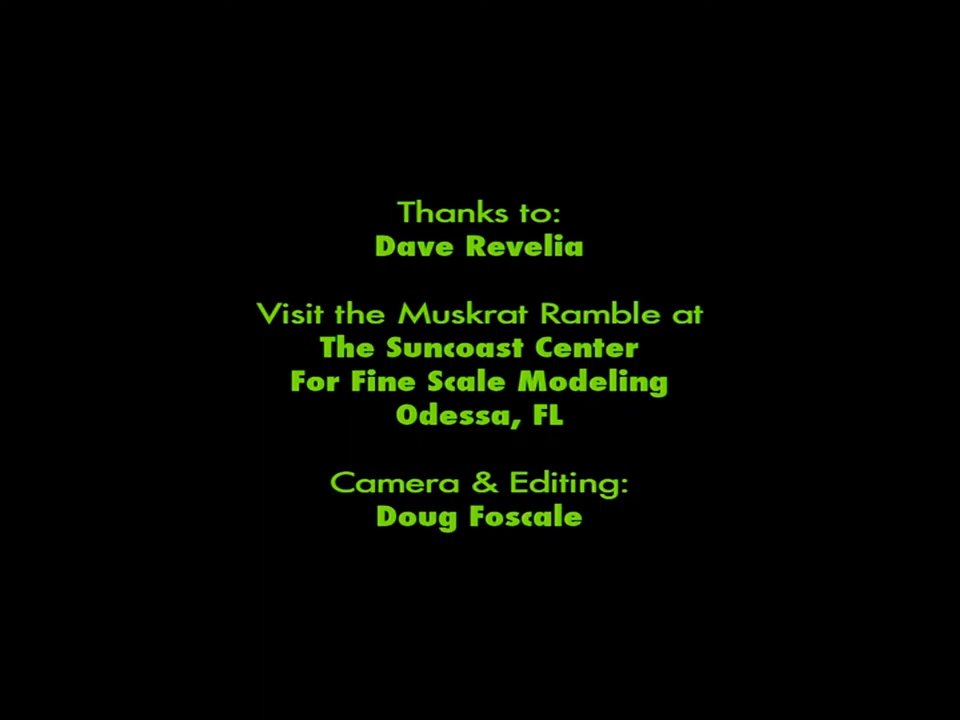 Thanks to:
Dave Revelia
Visit the Muskrat Ramble at
The Suncoast Center
For Fine Scale Modeling
Odessa, FL
Camera & Editing:
Doug Foscale